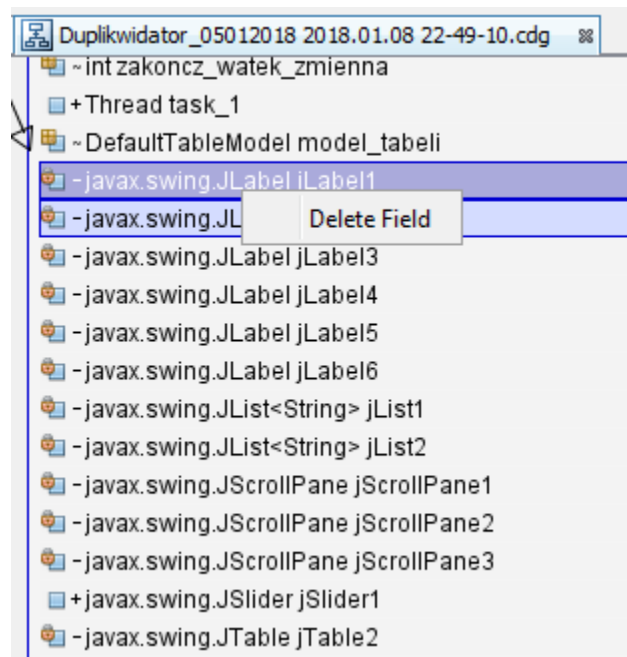 Duplikwidator_05012018 2018.01.08 22-49-10.cdg
~int zakoncz_watek_zmienna
+Thread task_1
~DefaultTableModel model_tabeli
-javax.swing.JLabel jLabel1
-javax.swing.JL
Delete Field
-javax.swing.JLabel jLabel3
-javax.swing.JLabel jLabel4
-javax.swing.JLabel jLabel5
-javax.swing.JLabel jLabel6
-javax.swing.JList<String> jList1
-javax.swing.JList<String> jList2
-javax.swing.JScrollPane jScrollPane1
-javax.swing.JScrollPane jScrollPane2
-javax.swing.JScrollPane jScrollPane3
+javax.swing.JSlider jSlider1
-javax.swing.JTable jTable2